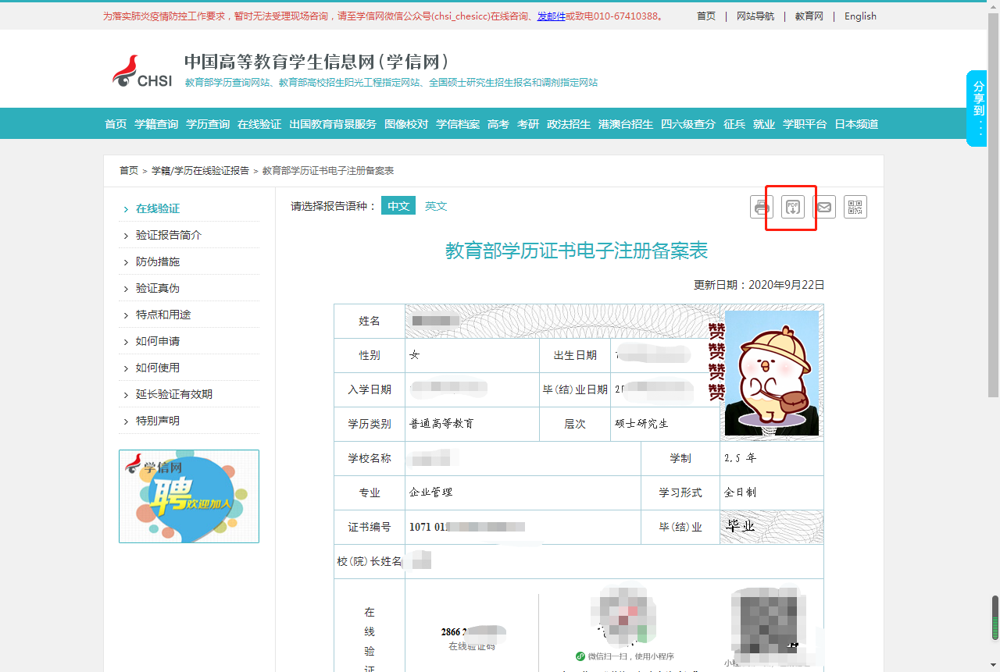 为落实肺炎疫情防控工作要求，暂时无法受理现场咨询，请至学信网微信公众号(chsi_chesicc)在线咨询、发邮件或致电010-67410388。
首页 | 网站导航 | 教育网 | English
CHSI
中国高等教育学生信息网（学信网）
教育部学历查询网站、教育部高校招生阳光工程指定网站、全国硕士研究生招生报名和调剂指定网站
分享到
首页 学籍查询 学历查询 在线验证 出国教育背景服务 图像校对 学信档案 高考 考研 政法招生 港澳台招生 四六级查分 征兵 就业 学职平台 日本频道
首页 > 学籍/学历在线验证报告 > 教育部学历证书电子注册备案表
在线验证
验证报告简介
防伪措施
验证真伪
特点和用途
如何申请
如何使用
延长验证有效期
特别声明
学信网
聘 欢迎加入
请选择报告语种： 中文 英文
PDF
教育部学历证书电子注册备案表
更新日期：2020年9月22日
姓名
赞赞赞赞
性别 女 出生日期
入学日期 毕(结)业日期
学历类别 普通高等教育 层次 硕士研究生
学校名称 学制 2.5 年
专业 企业管理 学习形式 全日制
证书编号 1071 01 毕(结)业 毕业
校(院)长姓名
在线验证
2866 2
在线验证码
微信扫一扫，使用小程序